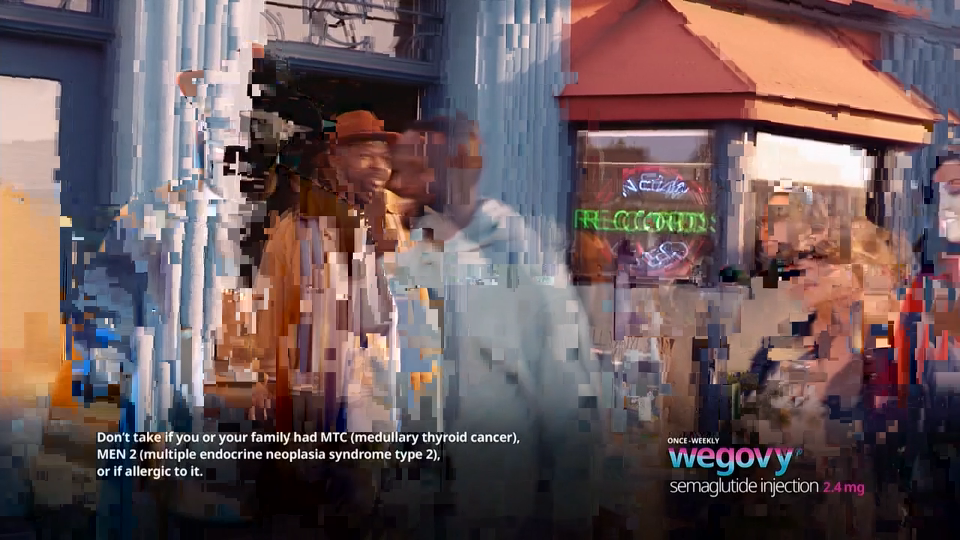 RECORDS
Don't take if you or your family had MTC (medullary thyroid cancer),
MEN 2 (multiple endocrine neoplasia syndrome type 2),
or if allergic to it.
ONCE-WEEKLY
wegovy
semaglutide injection 2.4 mg